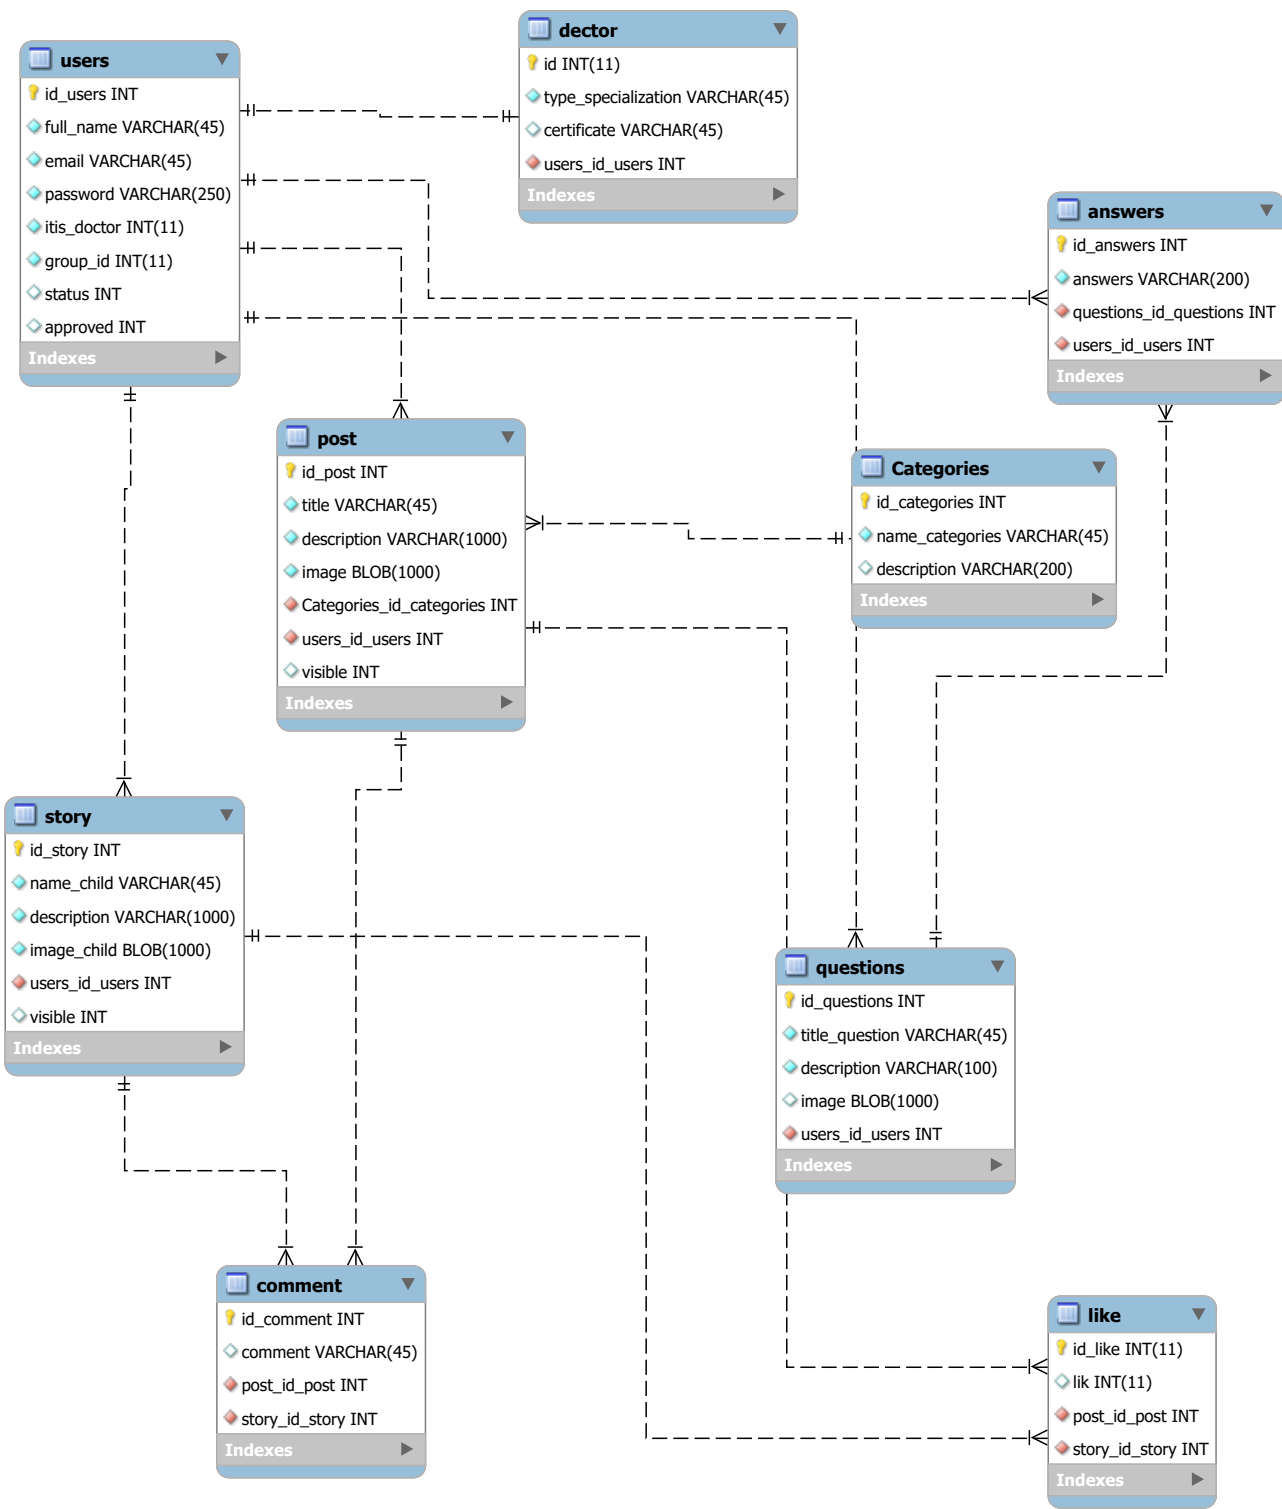 users
id_users INT
full_name VARCHAR(45)
email VARCHAR(45)
password VARCHAR(250)
itis_doctor INT(11)
group_id INT(11)
status INT
approved INT
Indexes
dector
id INT(11)
type_specialization VARCHAR(45)
certificate VARCHAR(45)
users_id_users INT
Indexes
answers
id_answers INT
answers VARCHAR(200)
questions_id_questions INT
users_id_users INT
Indexes
post
id_post INT
title VARCHAR(45)
description VARCHAR(1000)
image BLOB(1000)
Categories_id_categories INT
users_id_users INT
visible INT
Indexes
Categories
id_categories INT
name_categories VARCHAR(45)
description VARCHAR(200)
Indexes
story
id_story INT
name_child VARCHAR(45)
description VARCHAR(1000)
image_child BLOB(1000)
users_id_users INT
visible INT
Indexes
questions
id_questions INT
title_question VARCHAR(45)
description VARCHAR(100)
image BLOB(1000)
users_id_users INT
Indexes
comment
id_comment INT
comment VARCHAR(45)
post_id_post INT
story_id_story INT
Indexes
like
id_like INT(11)
lik INT(11)
post_id_post INT
story_id_story INT
Indexes